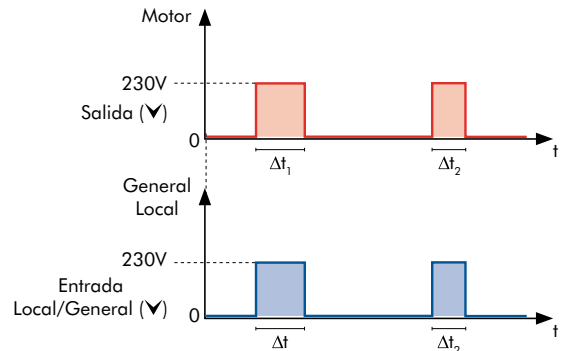 Motor
230V
Salida (⮟)
0
t
Δt₁
Δt₂
General
Local
230V
Entrada
Local/General (⮟)
0
t
Δt
Δt₂